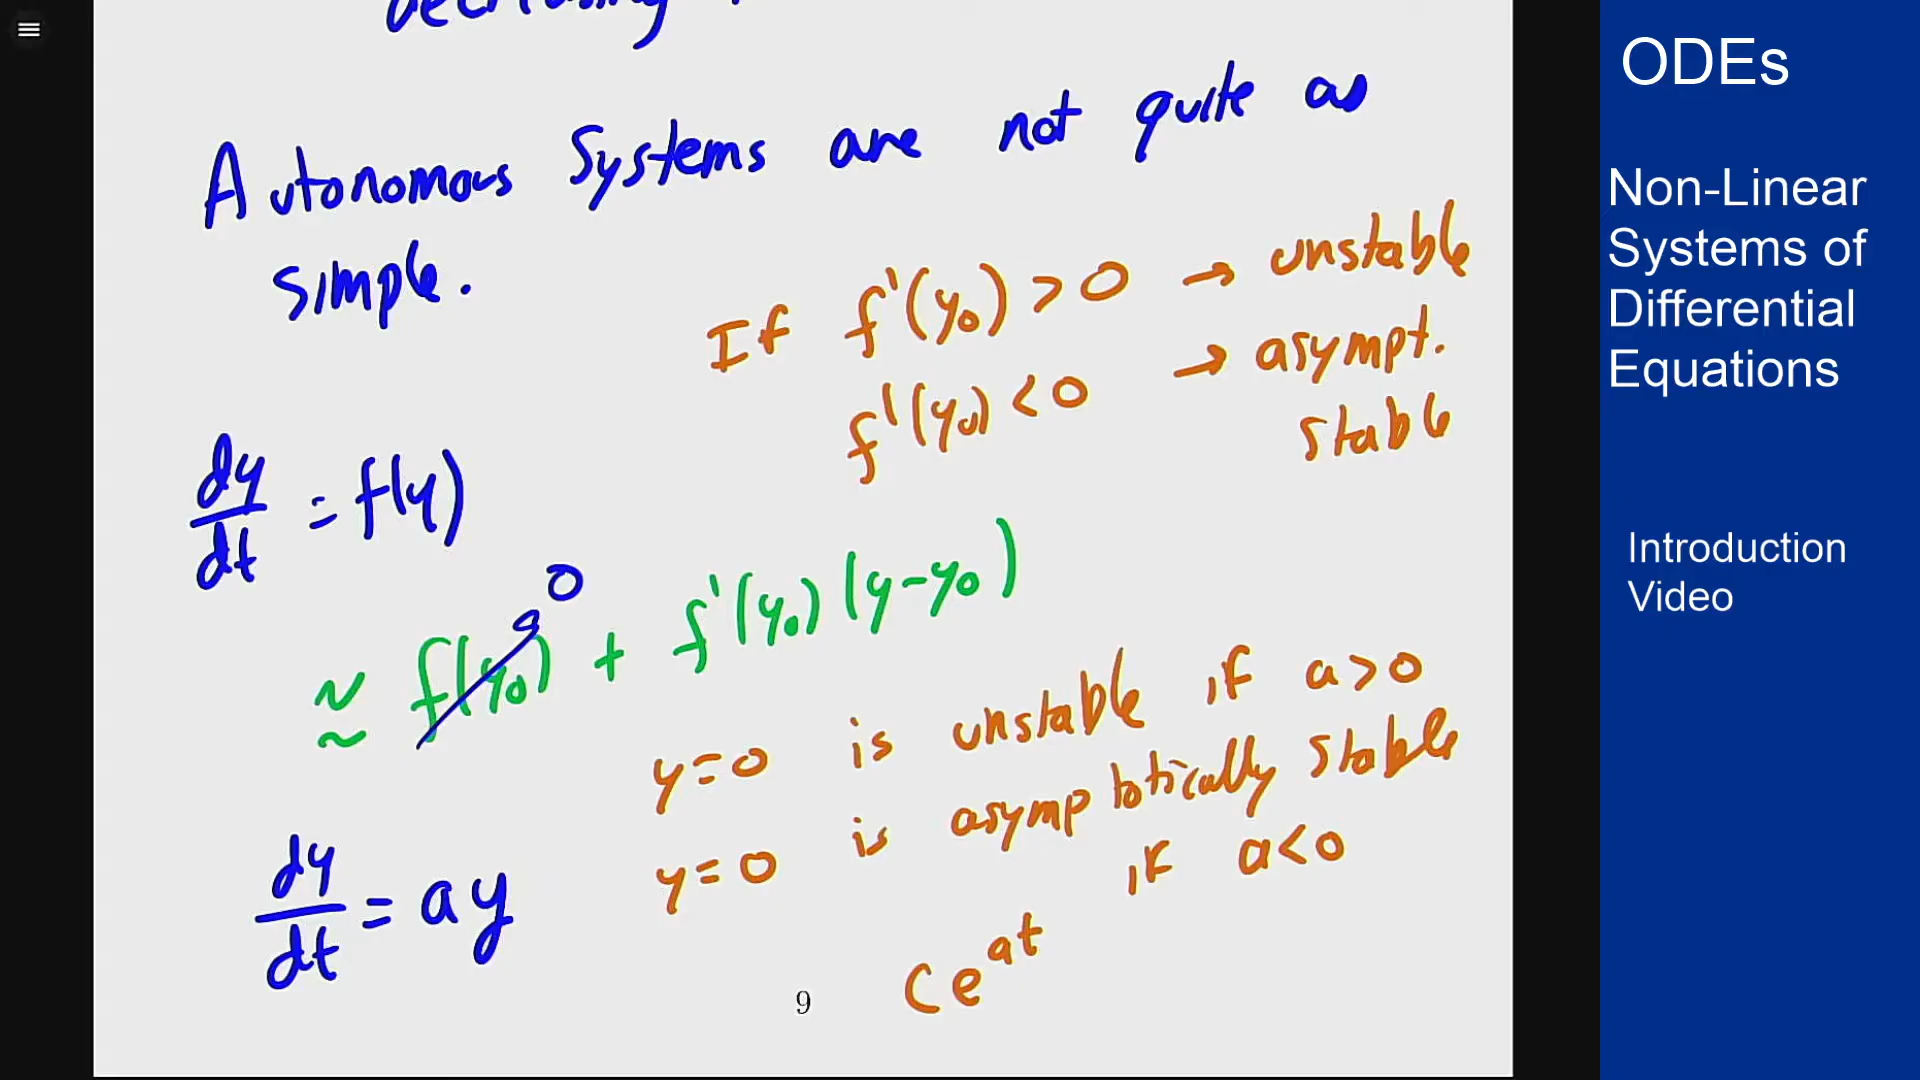 decreasing
Autonomous Systems are not quite as
simple.
If f'(y₀) > 0 → unstable
f'(y₀) < 0 → asympt.
stable
dy/dt = f(y)
≈ f(y₀) → 0 + f'(y₀)(y-y₀)
y=0 is unstable if a>0
y=0 is asymptotically stable
if a<0
dy/dt = ay
Ce^at
9
ODEs
Non-Linear
Systems of
Differential
Equations
Introduction
Video